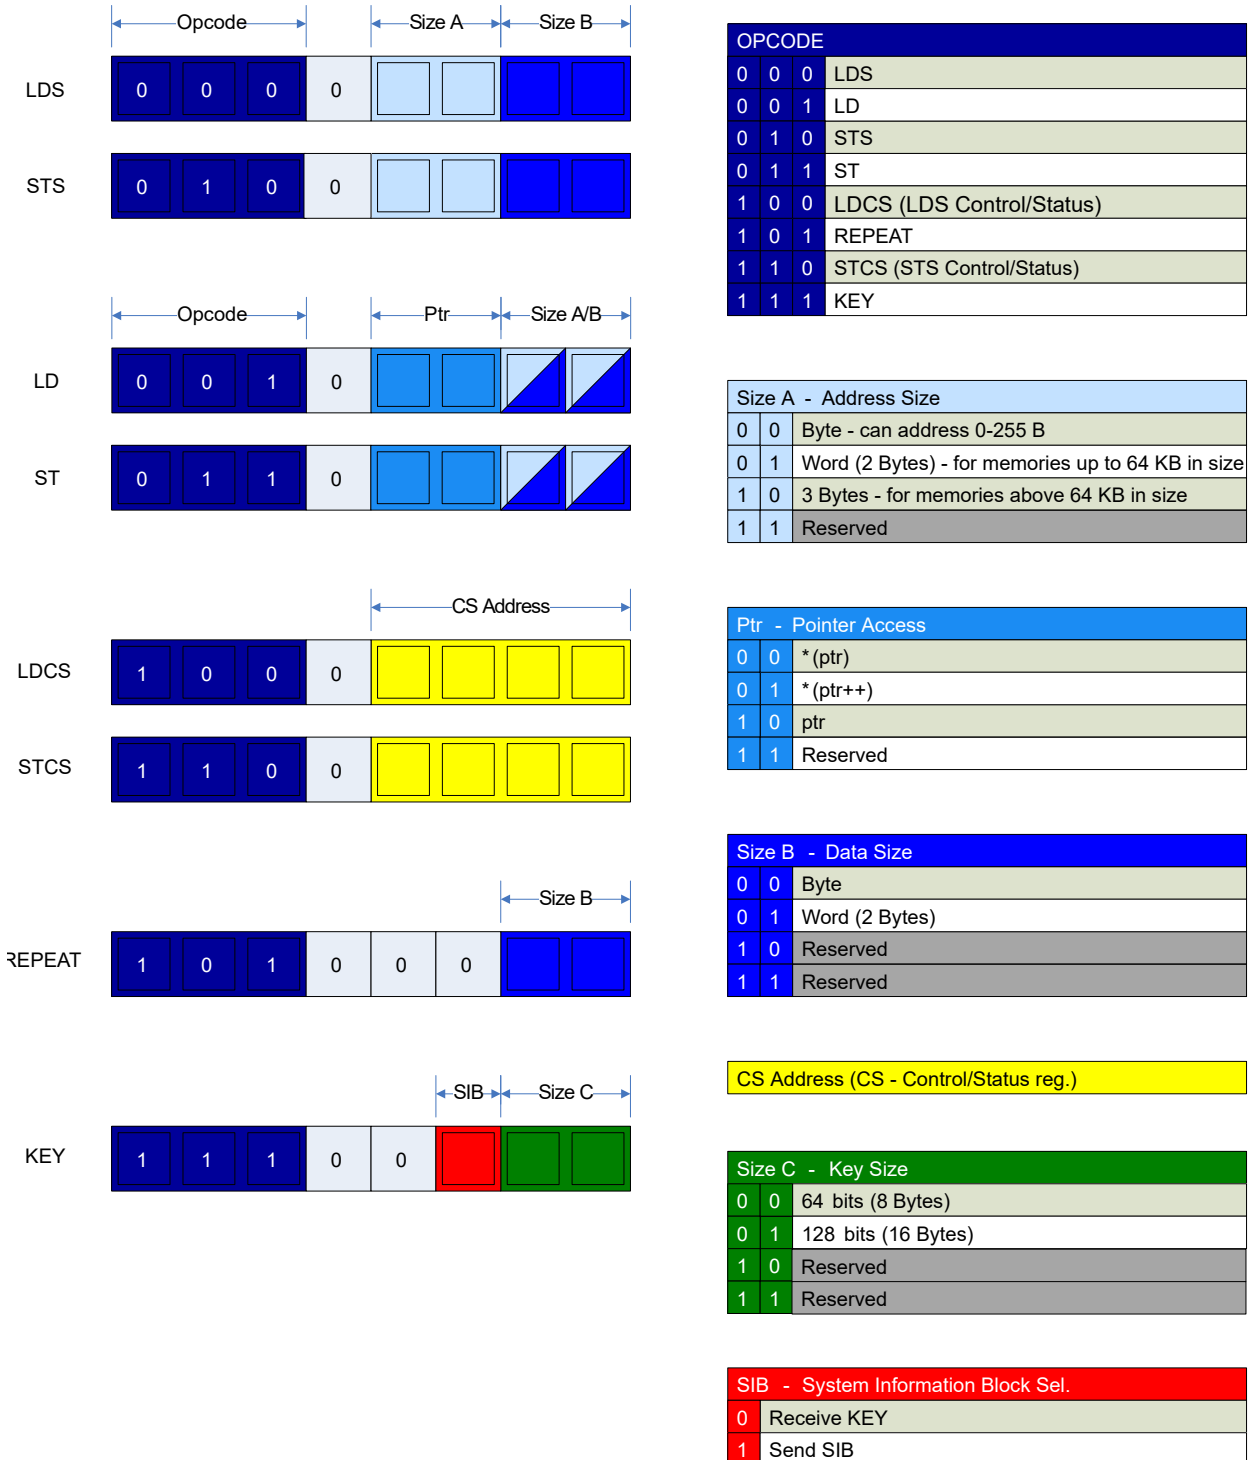 Opcode Size A Size B
LDS 0 0 0 0
STS 0 1 0 0
Opcode Ptr Size A/B
LD 0 0 1 0
ST 0 1 1 0
CS Address
LDCS 1 0 0 0
STCS 1 1 0 0
Size B
REPEAT 1 0 1 0 0 0
SIB Size C
KEY 1 1 1 0 0
OPCODE
0 0 0 LDS
0 0 1 LD
0 1 0 STS
0 1 1 ST
1 0 0 LDCS (LDS Control/Status)
1 0 1 REPEAT
1 1 0 STCS (STS Control/Status)
1 1 1 KEY
Size A - Address Size
0 0 Byte - can address 0-255 B
0 1 Word (2 Bytes) - for memories up to 64 KB in size
1 0 3 Bytes - for memories above 64 KB in size
1 1 Reserved
Ptr - Pointer Access
0 0 *(ptr)
0 1 *(ptr++)
1 0 ptr
1 1 Reserved
Size B - Data Size
0 0 Byte
0 1 Word (2 Bytes)
1 0 Reserved
1 1 Reserved
CS Address (CS - Control/Status reg.)
Size C - Key Size
0 0 64 bits (8 Bytes)
0 1 128 bits (16 Bytes)
1 0 Reserved
1 1 Reserved
SIB - System Information Block Sel.
0 Receive KEY
1 Send SIB